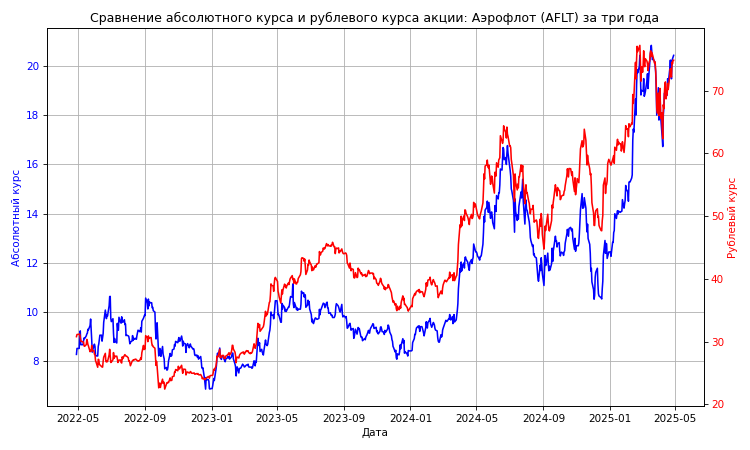 Сравнение абсолютного курса и рублевого курса акции: Аэрофлот (AFLT) за три года
Абсолютный курс
20
18
16
14
12
10
8
70
60
50
40
30
20
Рублевый курс
2022-05 2022-09 2023-01 2023-05 2023-09 2024-01 2024-05 2024-09 2025-01 2025-05
Дата